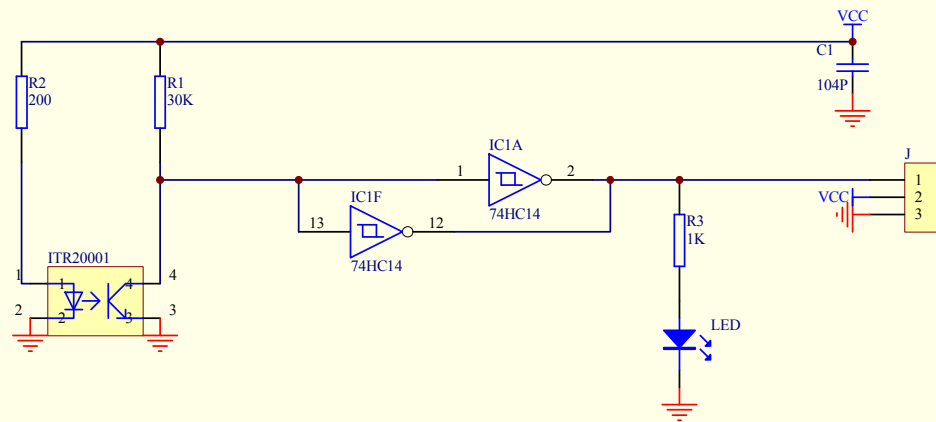 VCC
C1
104P
R2
200
R1
30K
IC1A
1
2
74HC14
IC1F
13
12
74HC14
J
1
VCC
2
3
R3
1K
ITR20001
1
1
4
4
2
2
3
3
LED